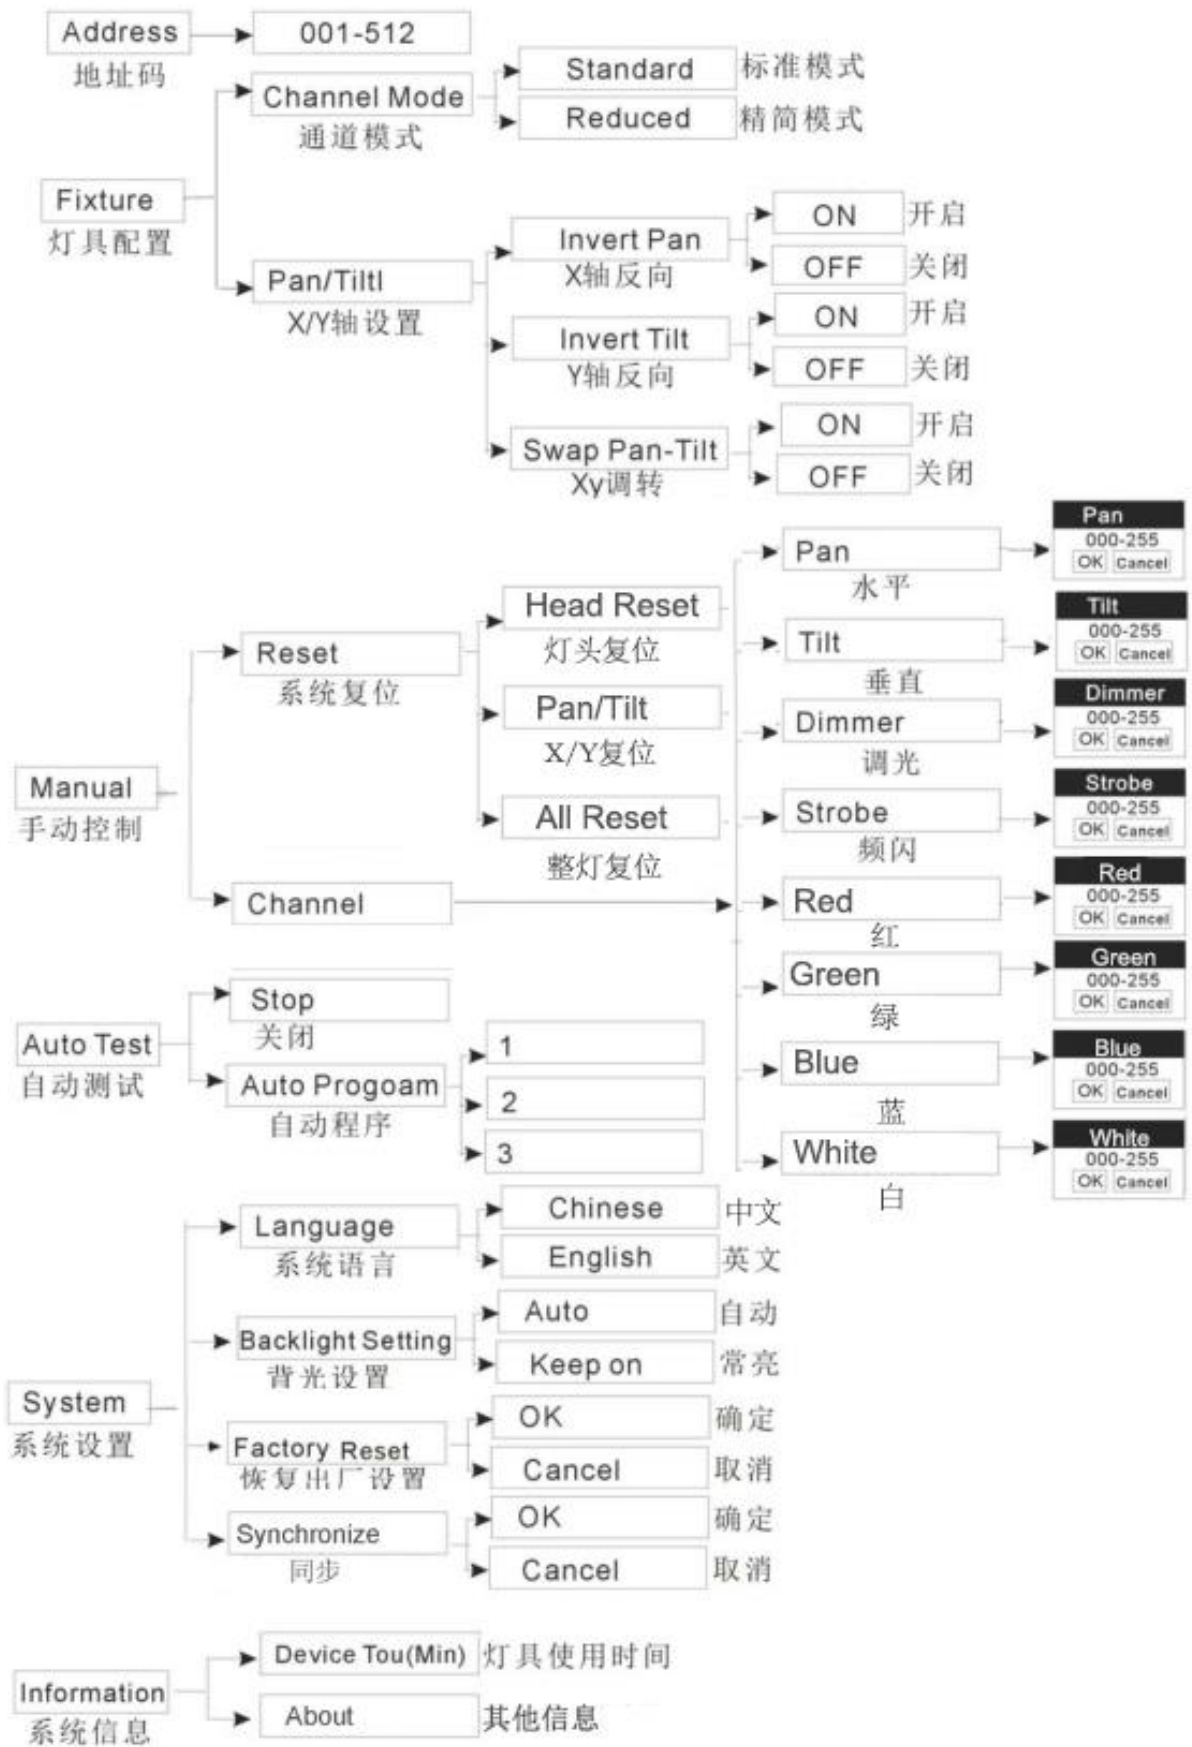 Address
001-512
地址码
Channel Mode
通道模式
Standard
标准模式
Reduced
精简模式
Fixture
灯具配置
Pan/Tiltl
X/Y轴设置
Invert Pan
X轴反向
ON
开启
OFF
关闭
Invert Tilt
Y轴反向
ON
开启
OFF
关闭
Swap Pan-Tilt
Xy调转
ON
开启
OFF
关闭
Manual
手动控制
Reset
系统复位
Head Reset
灯头复位
Pan/Tilt
X/Y复位
All Reset
整灯复位
Channel
Pan
水平
Pan
000-255
OK Cancel
Tilt
垂直
Tilt
000-255
OK Cancel
Dimmer
调光
Dimmer
000-255
OK Cancel
Strobe
频闪
Strobe
000-255
OK Cancel
Red
红
Red
000-255
OK Cancel
Green
绿
Green
000-255
OK Cancel
Blue
蓝
Blue
000-255
OK Cancel
White
白
White
000-255
OK Cancel
Auto Test
自动测试
Stop
关闭
Auto Progoam
自动程序
1
2
3
System
系统设置
Language
系统语言
Chinese
中文
English
英文
Backlight Setting
背光设置
Auto
自动
Keep on
常亮
Factory Reset
恢复出厂设置
OK
确定
Cancel
取消
Synchronize
同步
OK
确定
Cancel
取消
Information
系统信息
Device Tou(Min)
灯具使用时间
About
其他信息